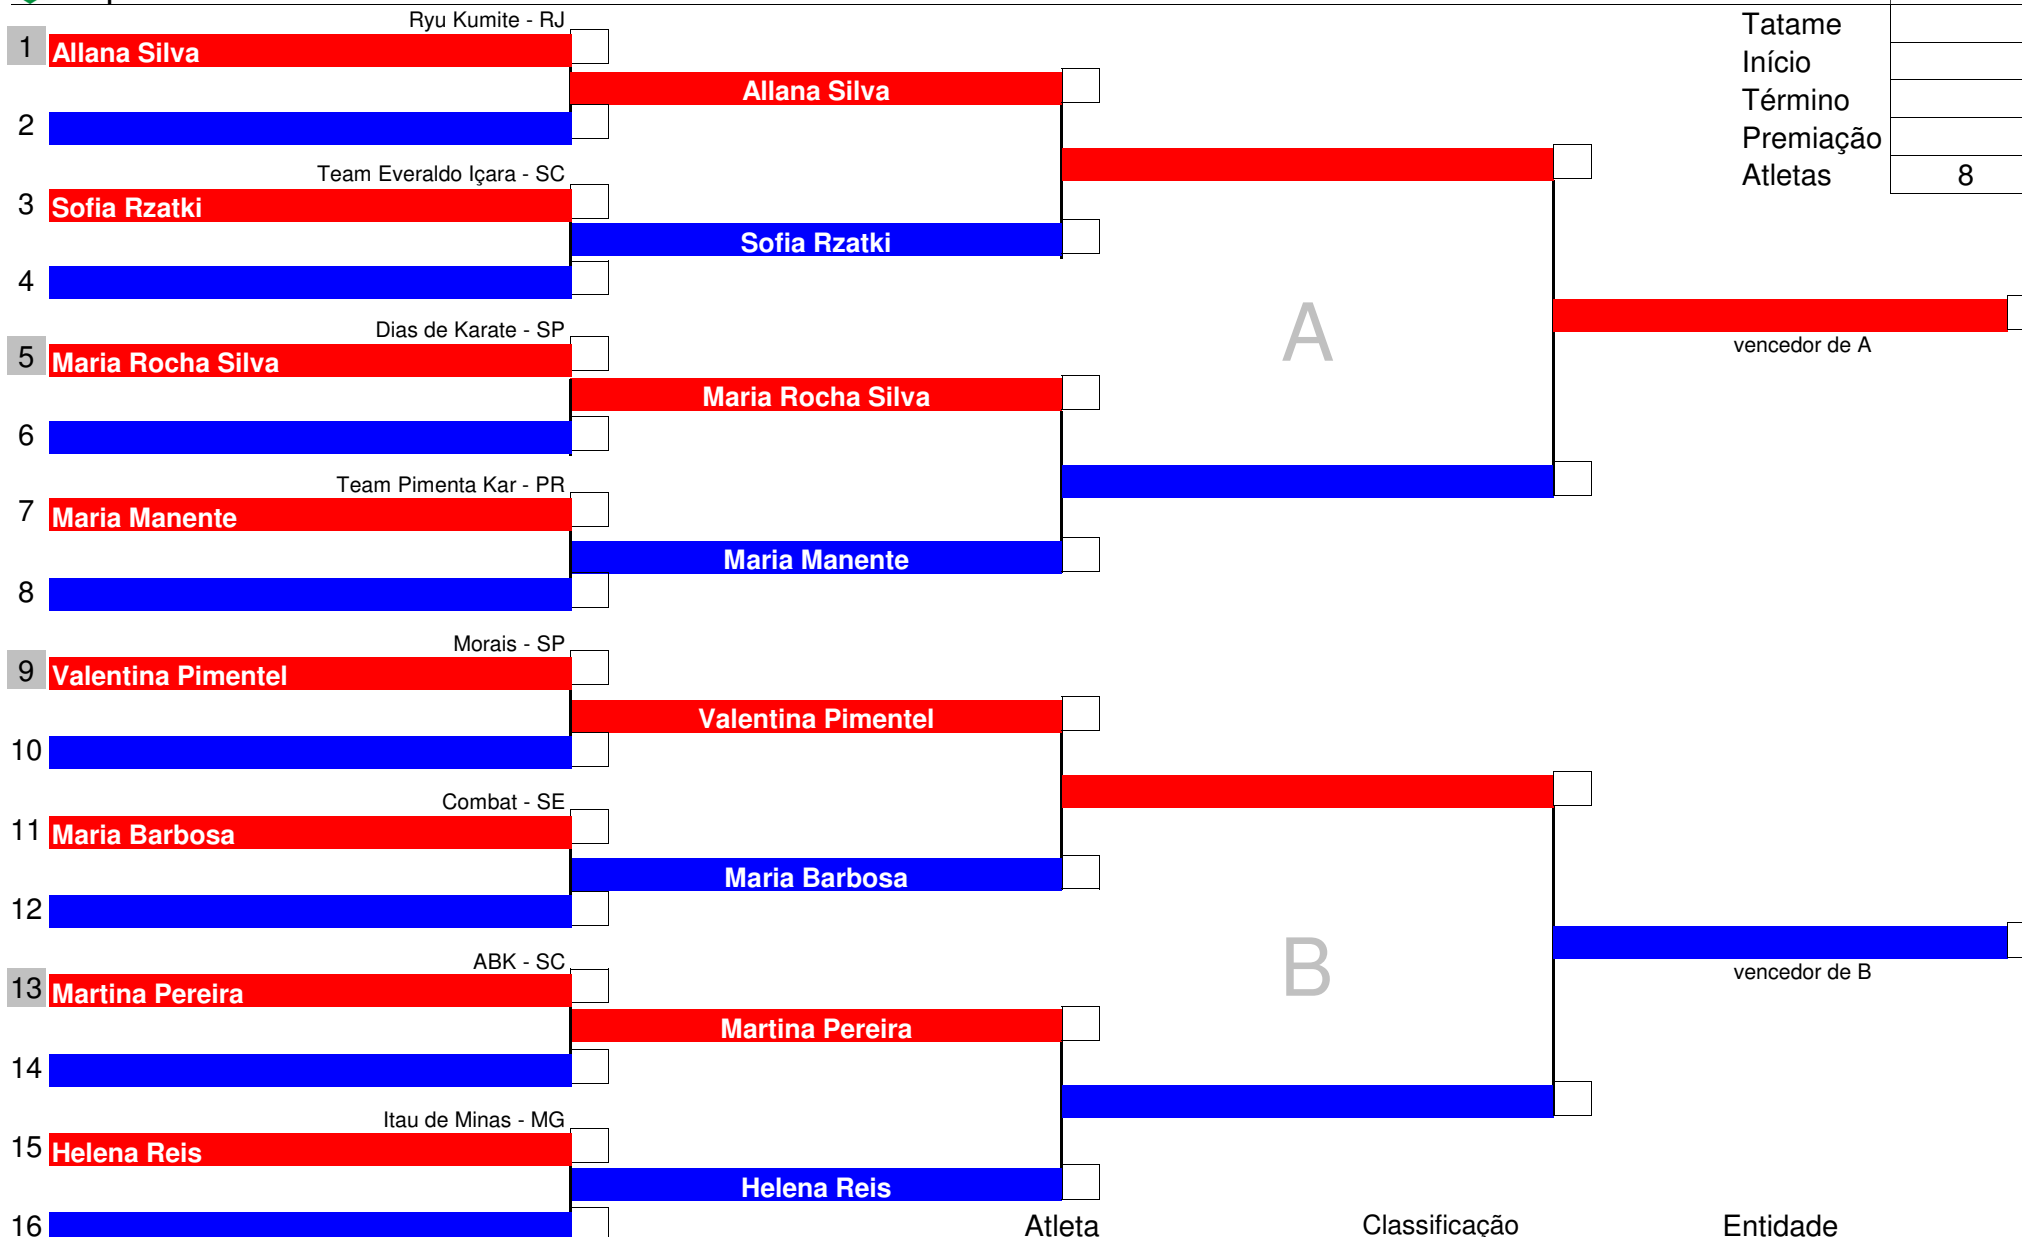 Ryu Kumite - RJ
1 Allana Silva
Allana Silva
2
Team Everaldo Içara - SC
3 Sofia Rzatki
Sofia Rzatki
4
Dias de Karate - SP
5 Maria Rocha Silva
Maria Rocha Silva
6
Team Pimenta Kar - PR
7 Maria Manente
Maria Manente
8
Morais - SP
9 Valentina Pimentel
Valentina Pimentel
10
Combat - SE
11 Maria Barbosa
Maria Barbosa
12
ABK - SC
13 Martina Pereira
Martina Pereira
14
Itau de Minas - MG
15 Helena Reis
Helena Reis
16
A
B
Tatame
Início
Término
Premiação
Atletas 8
vencedor de A
vencedor de B
Atleta Classificação Entidade